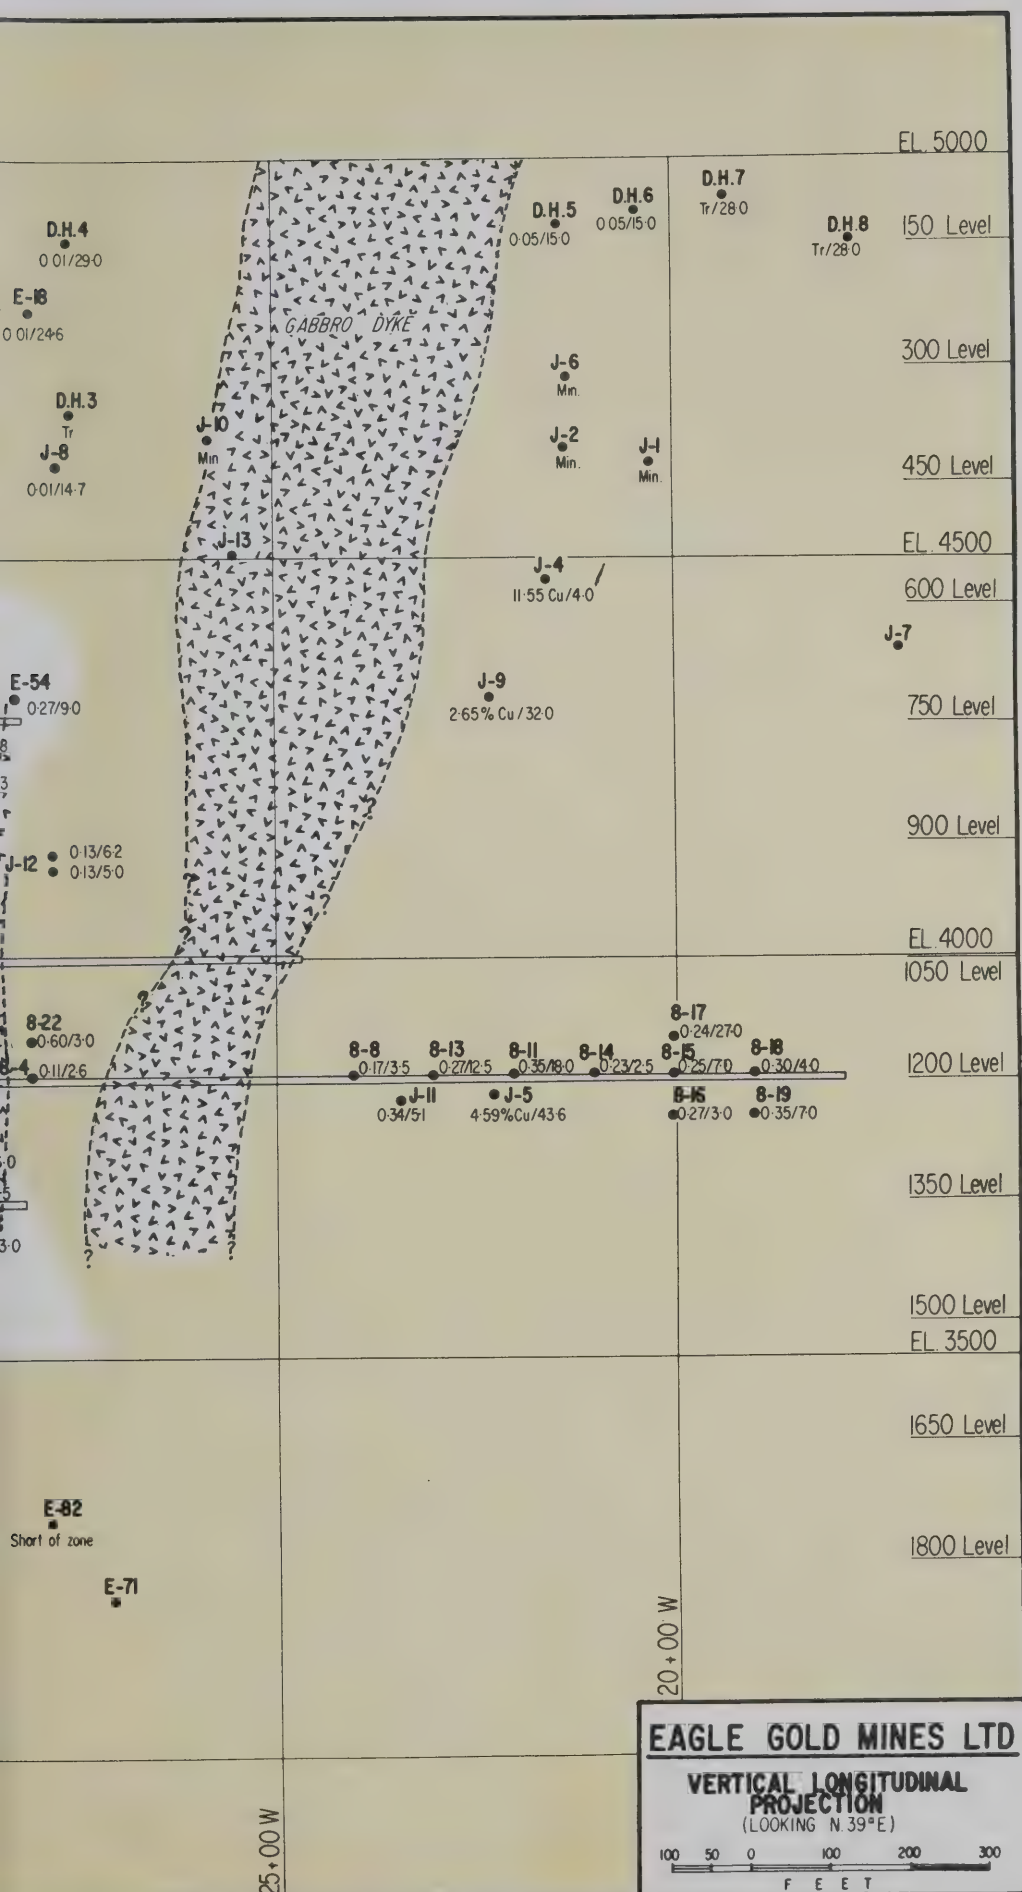 EL. 5000
D.H.7
Tr/28·0
D.H.6
0·05/15·0
D.H.5
0·05/15·0
D.H.8
Tr/28·0
150 Level
D.H.4
0·01/29·0
E-18
0·01/24·6
GABBRO DYKE
300 Level
J-6
Min.
D.H.3
Tr
J-10
Min
J-2
Min.
J-1
Min.
J-8
0·01/14·7
450 Level
J-13
EL. 4500
J-4
11·55 Cu/4·0
600 Level
J-7
E-54
0·27/9·0
J-9
2·65% Cu/32·0
750 Level
8
3
900 Level
J-12
0·13/6·2
0·13/5·0
?
?
?
?
EL. 4000
1050 Level
?
8-22
0·60/3·0
8-17
0·24/27·0
8-8
0·17/3·5
8-13
0·27/12·5
8-11
0·35/18·0
8-14
0·23/2·5
8-15
0·25/7·0
8-18
0·30/4·0
-4
0·11/2·6
1200 Level
J-11
0·34/5·1
J-5
4·59%Cu/43·6
8-16
0·27/3·0
8-19
0·35/7·0
·0
·5
1350 Level
3·0
?
?
1500 Level
EL. 3500
1650 Level
E-82
Short of zone
1800 Level
E-71
20+00 W
25+00 W
EAGLE GOLD MINES LTD
VERTICAL LONGITUDINAL
PROJECTION
(LOOKING N.39°E)
100 50 0 100 200 300
FEET